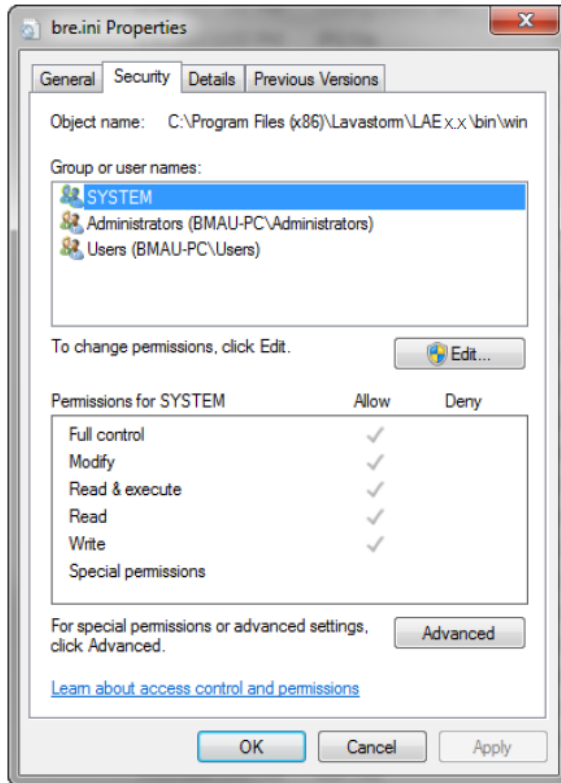 bre.ini Properties
General Security Details Previous Versions
Object name: C:\Program Files (x86)\Lavastorm\LAE x.x \bin\win
Group or user names:
SYSTEM
Administrators (BMAU-PC\Administrators)
Users (BMAU-PC\Users)
To change permissions, click Edit.
Edit...
Permissions for SYSTEM Allow Deny
Full control
Modify
Read & execute
Read
Write
Special permissions
For special permissions or advanced settings,
click Advanced.
Advanced
Learn about access control and permissions
OK Cancel Apply